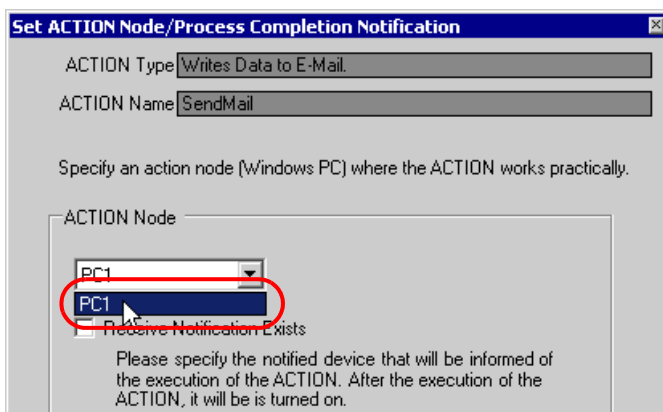 Set ACTION Node/Process Completion Notification
ACTION Type Writes Data to E-Mail.
ACTION Name SendMail
Specify an action node (Windows PC) where the ACTION works practically.
ACTION Node
PC1
PC1
Receive Notification Exists
Please specify the notified device that will be informed of
the execution of the ACTION. After the execution of the
ACTION, it will be is turned on.